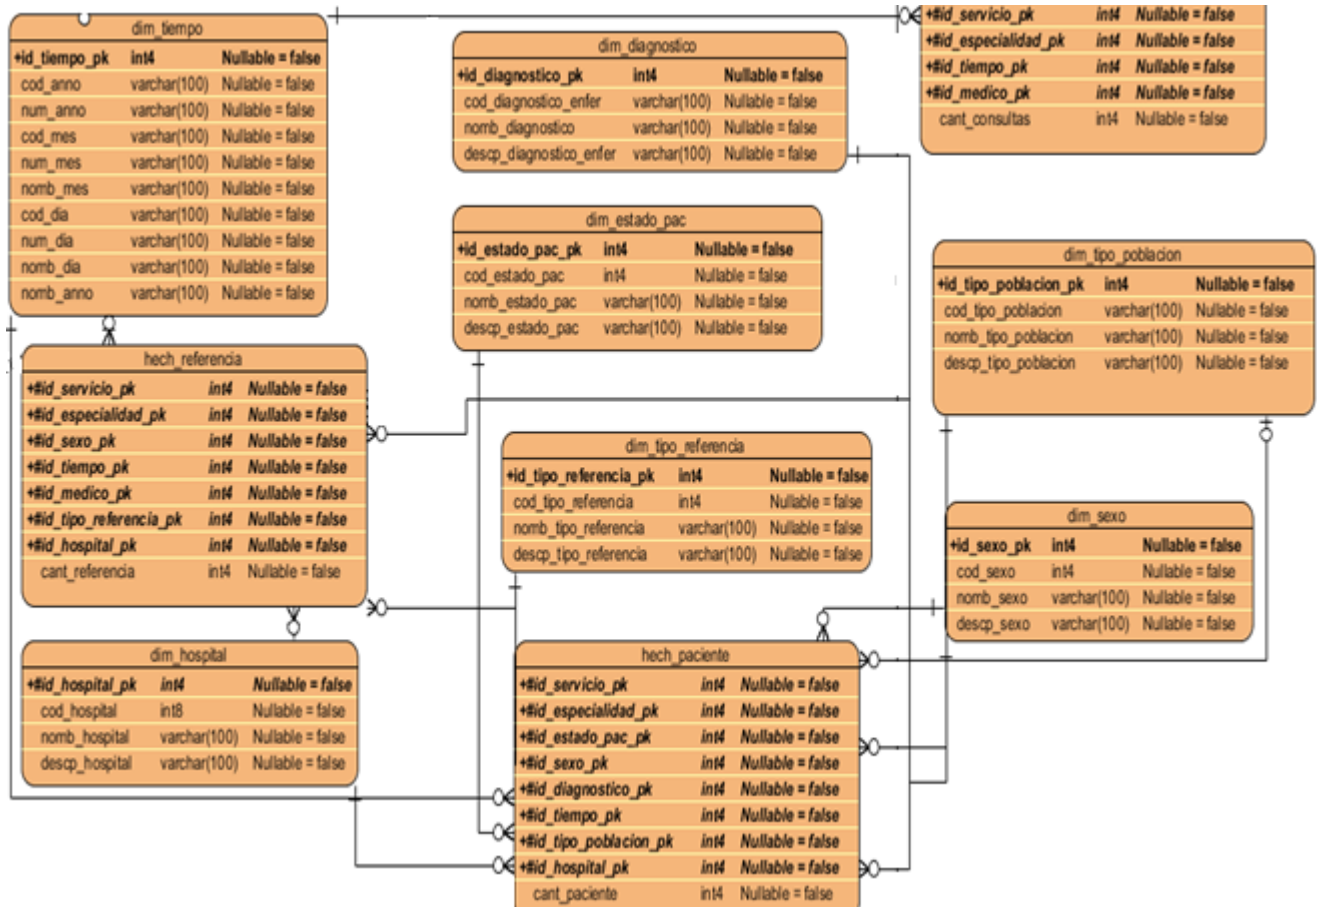 dim_tiempo
+id_tiempo_pk int4 Nullable = false
cod_anno varchar(100) Nullable = false
num_anno varchar(100) Nullable = false
cod_mes varchar(100) Nullable = false
num_mes varchar(100) Nullable = false
nomb_mes varchar(100) Nullable = false
cod_dia varchar(100) Nullable = false
num_dia varchar(100) Nullable = false
nomb_dia varchar(100) Nullable = false
nomb_anno varchar(100) Nullable = false
dim_diagnostico
+id_diagnostico_pk int4 Nullable = false
cod_diagnostico_enfer varchar(100) Nullable = false
nomb_diagnostico varchar(100) Nullable = false
descp_diagnostico_enfer varchar(100) Nullable = false
+#id_servicio_pk int4 Nullable = false
+#id_especialidad_pk int4 Nullable = false
+#id_tiempo_pk int4 Nullable = false
+#id_medico_pk int4 Nullable = false
cant_consultas int4 Nullable = false
dim_estado_pac
+id_estado_pac_pk int4 Nullable = false
cod_estado_pac int4 Nullable = false
nomb_estado_pac varchar(100) Nullable = false
descp_estado_pac varchar(100) Nullable = false
dim_tipo_poblacion
+id_tipo_poblacion_pk int4 Nullable = false
cod_tipo_poblacion varchar(100) Nullable = false
nomb_tipo_poblacion varchar(100) Nullable = false
descp_tipo_poblacion varchar(100) Nullable = false
hech_referencia
+#id_servicio_pk int4 Nullable = false
+#id_especialidad_pk int4 Nullable = false
+#id_sexo_pk int4 Nullable = false
+#id_tiempo_pk int4 Nullable = false
+#id_medico_pk int4 Nullable = false
+#id_tipo_referencia_pk int4 Nullable = false
+#id_hospital_pk int4 Nullable = false
cant_referencia int4 Nullable = false
dim_tipo_referencia
+id_tipo_referencia_pk int4 Nullable = false
cod_tipo_referencia int4 Nullable = false
nomb_tipo_referencia varchar(100) Nullable = false
descp_tipo_referencia varchar(100) Nullable = false
dim_sexo
+id_sexo_pk int4 Nullable = false
cod_sexo int4 Nullable = false
nomb_sexo varchar(100) Nullable = false
descp_sexo varchar(100) Nullable = false
dim_hospital
+#id_hospital_pk int4 Nullable = false
cod_hospital int8 Nullable = false
nomb_hospital varchar(100) Nullable = false
descp_hospital varchar(100) Nullable = false
hech_paciente
+#id_servicio_pk int4 Nullable = false
+#id_especialidad_pk int4 Nullable = false
+#id_estado_pac_pk int4 Nullable = false
+#id_sexo_pk int4 Nullable = false
+#id_diagnostico_pk int4 Nullable = false
+#id_tiempo_pk int4 Nullable = false
+#id_tipo_poblacion_pk int4 Nullable = false
+#id_hospital_pk int4 Nullable = false
cant_paciente int4 Nullable = false